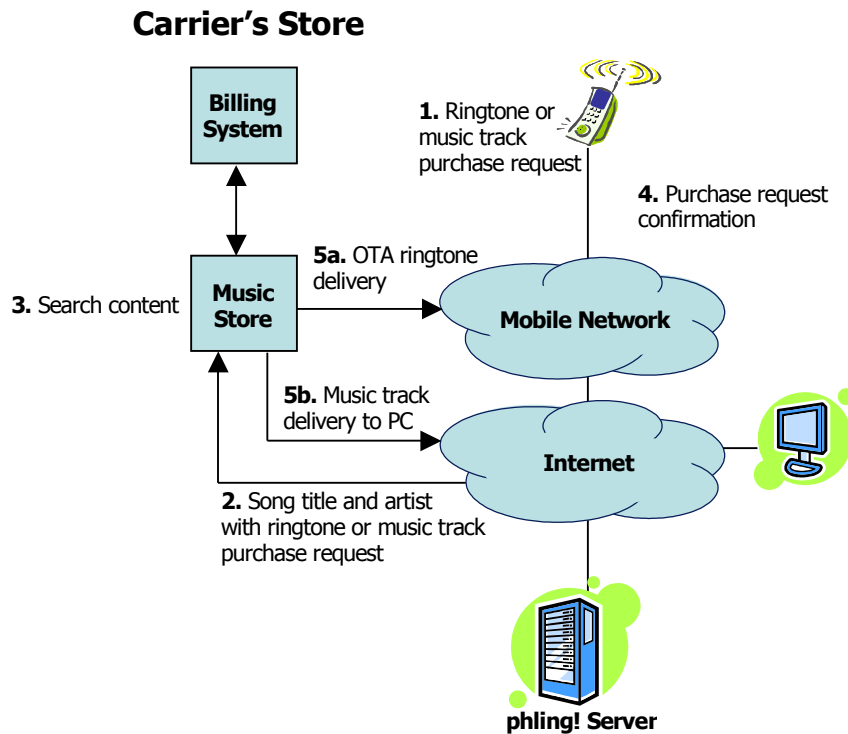 Carrier's Store
Billing
System
1. Ringtone or
music track
purchase request
4. Purchase request
confirmation
5a. OTA ringtone
delivery
3. Search content
Music
Store
Mobile Network
5b. Music track
delivery to PC
Internet
2. Song title and artist
with ringtone or music track
purchase request
phling! Server